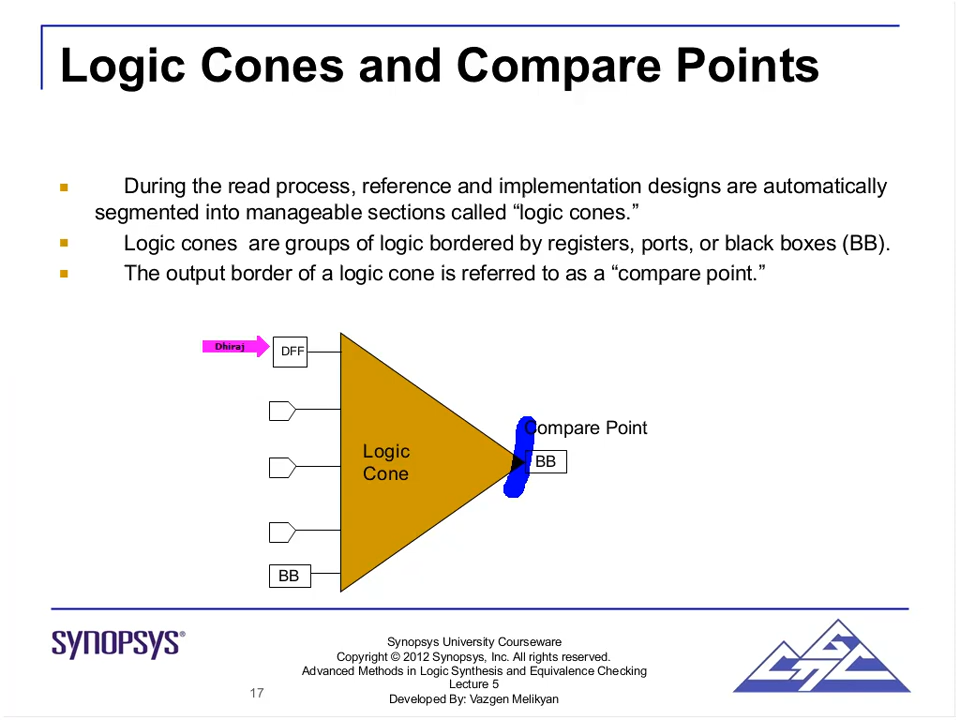 Logic Cones and Compare Points
During the read process, reference and implementation designs are automatically
segmented into manageable sections called “logic cones.”
Logic cones are groups of logic bordered by registers, ports, or black boxes (BB).
The output border of a logic cone is referred to as a “compare point.”
Dhiraj
DFF
Compare Point
Logic
Cone
BB
BB
SYNOPSYS®
Synopsys University Courseware
Copyright © 2012 Synopsys, Inc. All rights reserved.
Advanced Methods in Logic Synthesis and Equivalence Checking
Lecture 5
Developed By: Vazgen Melikyan
17